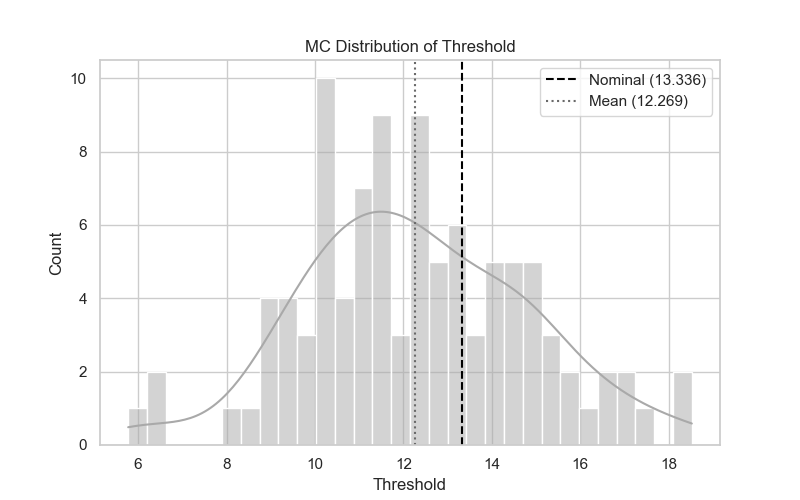 MC Distribution of Threshold
Nominal (13.336)
Mean (12.269)
10
8
6
4
2
0
Count
6 8 10 12 14 16 18
Threshold